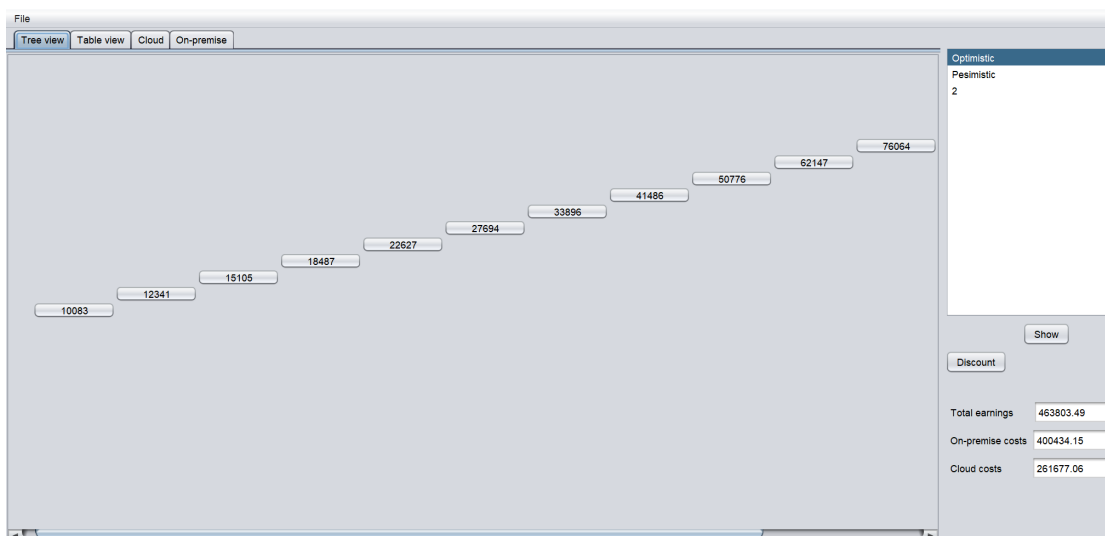 File
Tree view Table view Cloud On-premise
Optimistic
Pesimistic
2
76064
62147
50776
41486
33896
27694
22627
18487
15105
12341
10083
Show
Discount
Total earnings 463803.49
On-premise costs 400434.15
Cloud costs 261677.06